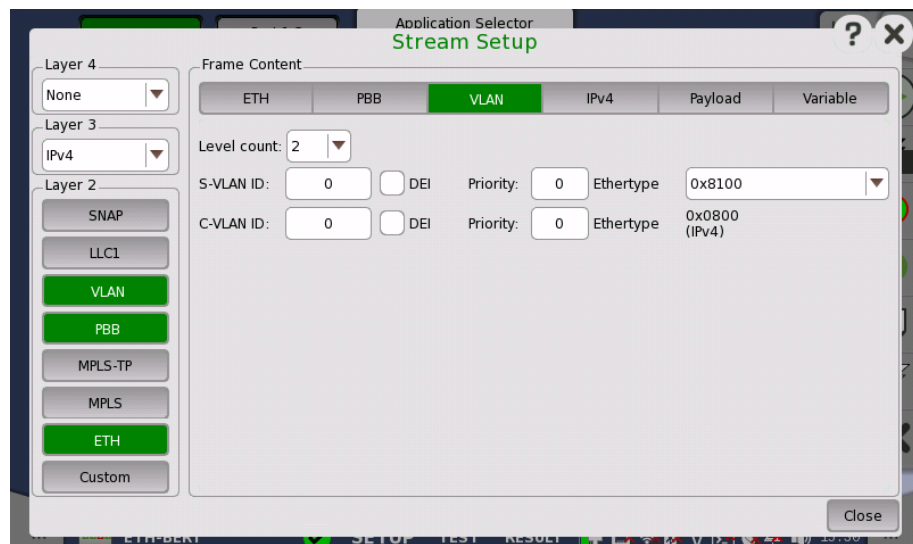 Application Selector
Stream Setup
?
Layer 4
None
Layer 3
IPv4
Layer 2
SNAP
LLC1
VLAN
PBB
MPLS-TP
MPLS
ETH
Custom
Frame Content
ETH PBB VLAN IPv4 Payload Variable
Level count: 2
S-VLAN ID: 0 DEI Priority: 0 Ethertype 0x8100
C-VLAN ID: 0 DEI Priority: 0 Ethertype 0x0800
(IPv4)
Close
ETH-BERT SETUP TEST RESULT 15:50